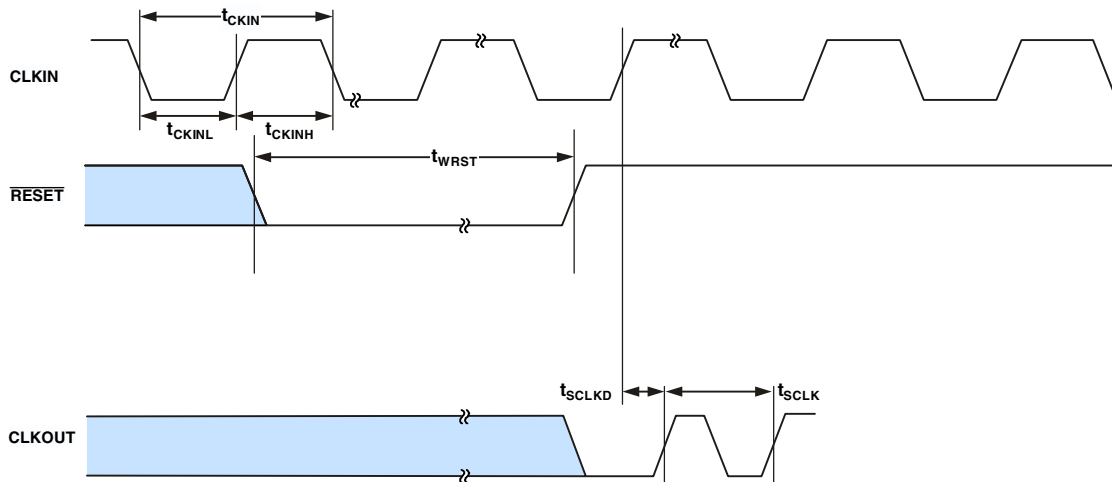 tCKIN
CLKIN
tCKINL
tCKINH
tWRST
RESET
tSCLKD
tSCLK
CLKOUT